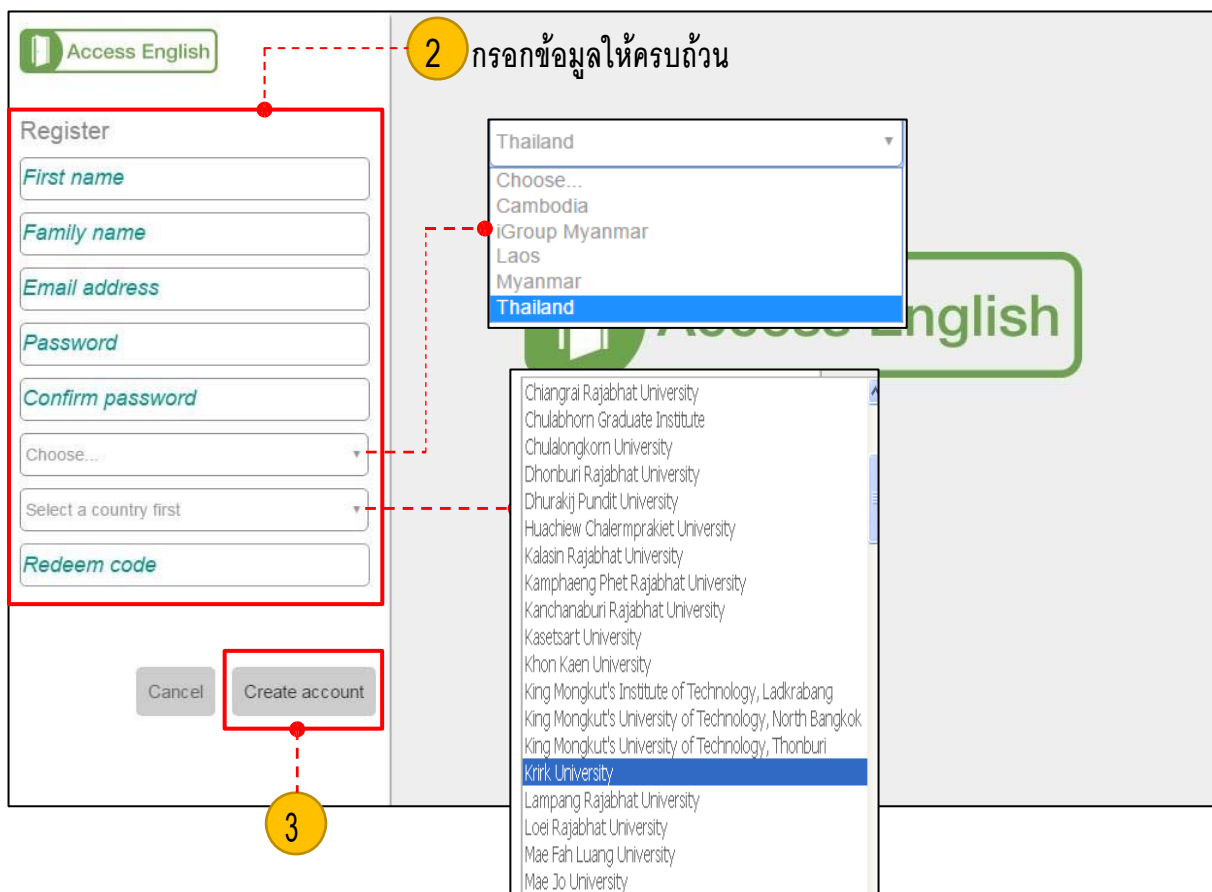 Access English
2 กรอกข้อมูลให้ครบถ้วน
Register
First name
Family name
Email address
Password
Confirm password
Choose...
Select a country first
Redeem code
Cancel
Create account
3
Thailand
Choose...
Cambodia
iGroup Myanmar
Laos
Myanmar
Thailand
Access English
Chiangrai Rajabhat University
Chulabhorn Graduate Institute
Chulalongkorn University
Dhonburi Rajabhat University
Dhurakij Pundit University
Huachiew Chalermprakiet University
Kalasin Rajabhat University
Kamphaeng Phet Rajabhat University
Kanchanaburi Rajabhat University
Kasetsart University
Khon Kaen University
King Mongkut's Institute of Technology, Ladkrabang
King Mongkut's University of Technology, North Bangkok
King Mongkut's University of Technology, Thonburi
Krirk University
Lampang Rajabhat University
Loei Rajabhat University
Mae Fah Luang University
Mae Jo University